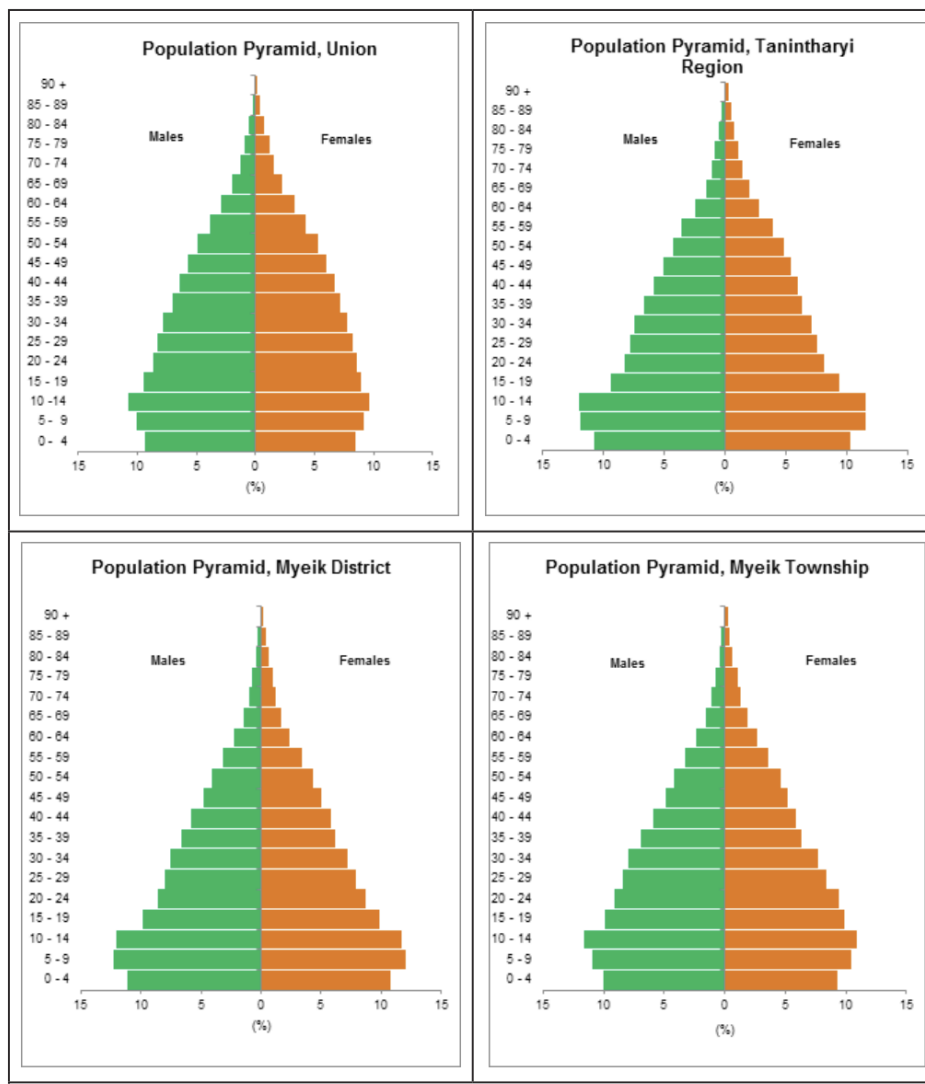 Population Pyramid, Union
90 +
85 - 89
80 - 84
75 - 79
70 - 74
65 - 69
60 - 64
55 - 59
50 - 54
45 - 49
40 - 44
35 - 39
30 - 34
25 - 29
20 - 24
15 - 19
10 -14
5 - 9
0 - 4
Males
Females
15 10 5 0 5 10 15
(%)
Population Pyramid, Tanintharyi
Region
90 +
85 - 89
80 - 84
75 - 79
70 - 74
65 - 69
60 - 64
55 - 59
50 - 54
45 - 49
40 - 44
35 - 39
30 - 34
25 - 29
20 - 24
15 - 19
10 - 14
5 - 9
0 - 4
Males
Females
15 10 5 0 5 10 15
(%)
Population Pyramid, Myeik District
90 +
85 - 89
80 - 84
75 - 79
70 - 74
65 - 69
60 - 64
55 - 59
50 - 54
45 - 49
40 - 44
35 - 39
30 - 34
25 - 29
20 - 24
15 - 19
10 - 14
5 - 9
0 - 4
Males
Females
15 10 5 0 5 10 15
(%)
Population Pyramid, Myeik Township
90 +
85 - 89
80 - 84
75 - 79
70 - 74
65 - 69
60 - 64
55 - 59
50 - 54
45 - 49
40 - 44
35 - 39
30 - 34
25 - 29
20 - 24
15 - 19
10 - 14
5 - 9
0 - 4
Males
Females
15 10 5 0 5 10 15
(%)